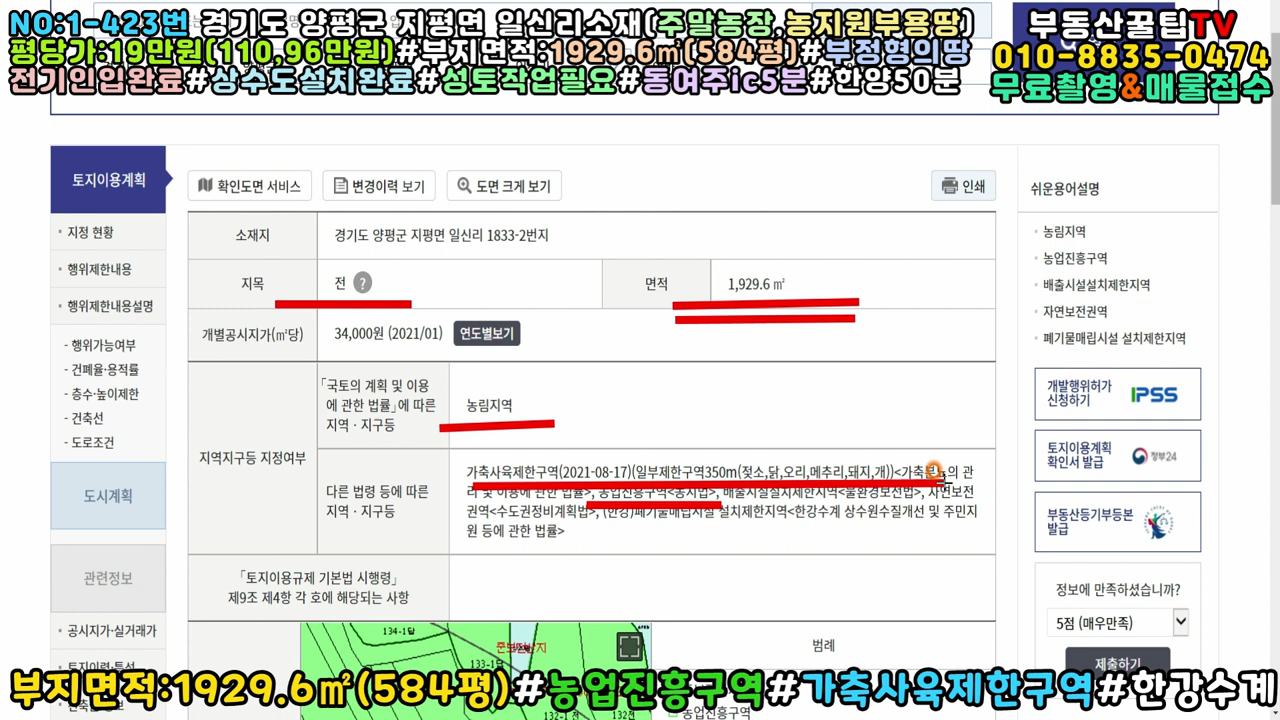 NO:1-423번 경기도 양평군 지평면 일신리소재(주말농장,농지원부용땅)
평당가:19만원(110,96만원)#부지면적:1929.6㎡(584평)#부정형의땅
전기인입완료#상수도설치완료#성토작업필요#동여주ic5분#한양50분
부동산꿀팁TV
010-8835-0474
무료촬영&매물접수
토지이용계획
· 지정 현황
· 행위제한내용
· 행위제한내용설명
- 행위가능여부
- 건폐율·용적률
- 층수·높이제한
- 건축선
- 도로조건
도시계획
관련정보
· 공시지가·실거래가
확인도면 서비스
변경이력 보기
도면 크게 보기
인쇄
소재지
경기도 양평군 지평면 일신리 1833-2번지
지목
전 ?
면적
1,929.6 ㎡
개별공시지가(㎡당)
34,000원 (2021/01) 연도별보기
지역지구등 지정여부
「국토의 계획 및 이용
에 관한 법률」에 따른
지역ㆍ지구등
농림지역
다른 법령 등에 따른
지역ㆍ지구등
가축사육제한구역(2021-08-17)(일부제한구역350m(젖소,닭,오리,메추리,돼지,개))<가축분뇨의 관
리 및 이용에 관한 법률>, 농업진흥구역<농지법>, 배출시설설치제한지역<물환경보전법>, 자연보전
권역<수도권정비계획법>, (한강)폐기물매립시설 설치제한지역<한강수계 상수원수질개선 및 주민지
원 등에 관한 법률>
「토지이용규제 기본법 시행령」
제9조 제4항 각 호에 해당되는 사항
134-1답
133-1답
132-1 전
132전
범례
농업진흥구역
쉬운용어설명
· 농림지역
· 농업진흥구역
· 배출시설설치제한지역
· 자연보전권역
· 폐기물매립시설 설치제한지역
개발행위허가
신청하기
IPSS
토지이용계획
확인서 발급
정부24
부동산등기부등본
발급
정보에 만족하셨습니까?
5점 (매우만족)
제출하기
부지면적:1929.6㎡(584평)#농업진흥구역#가축사육제한구역#한강수계